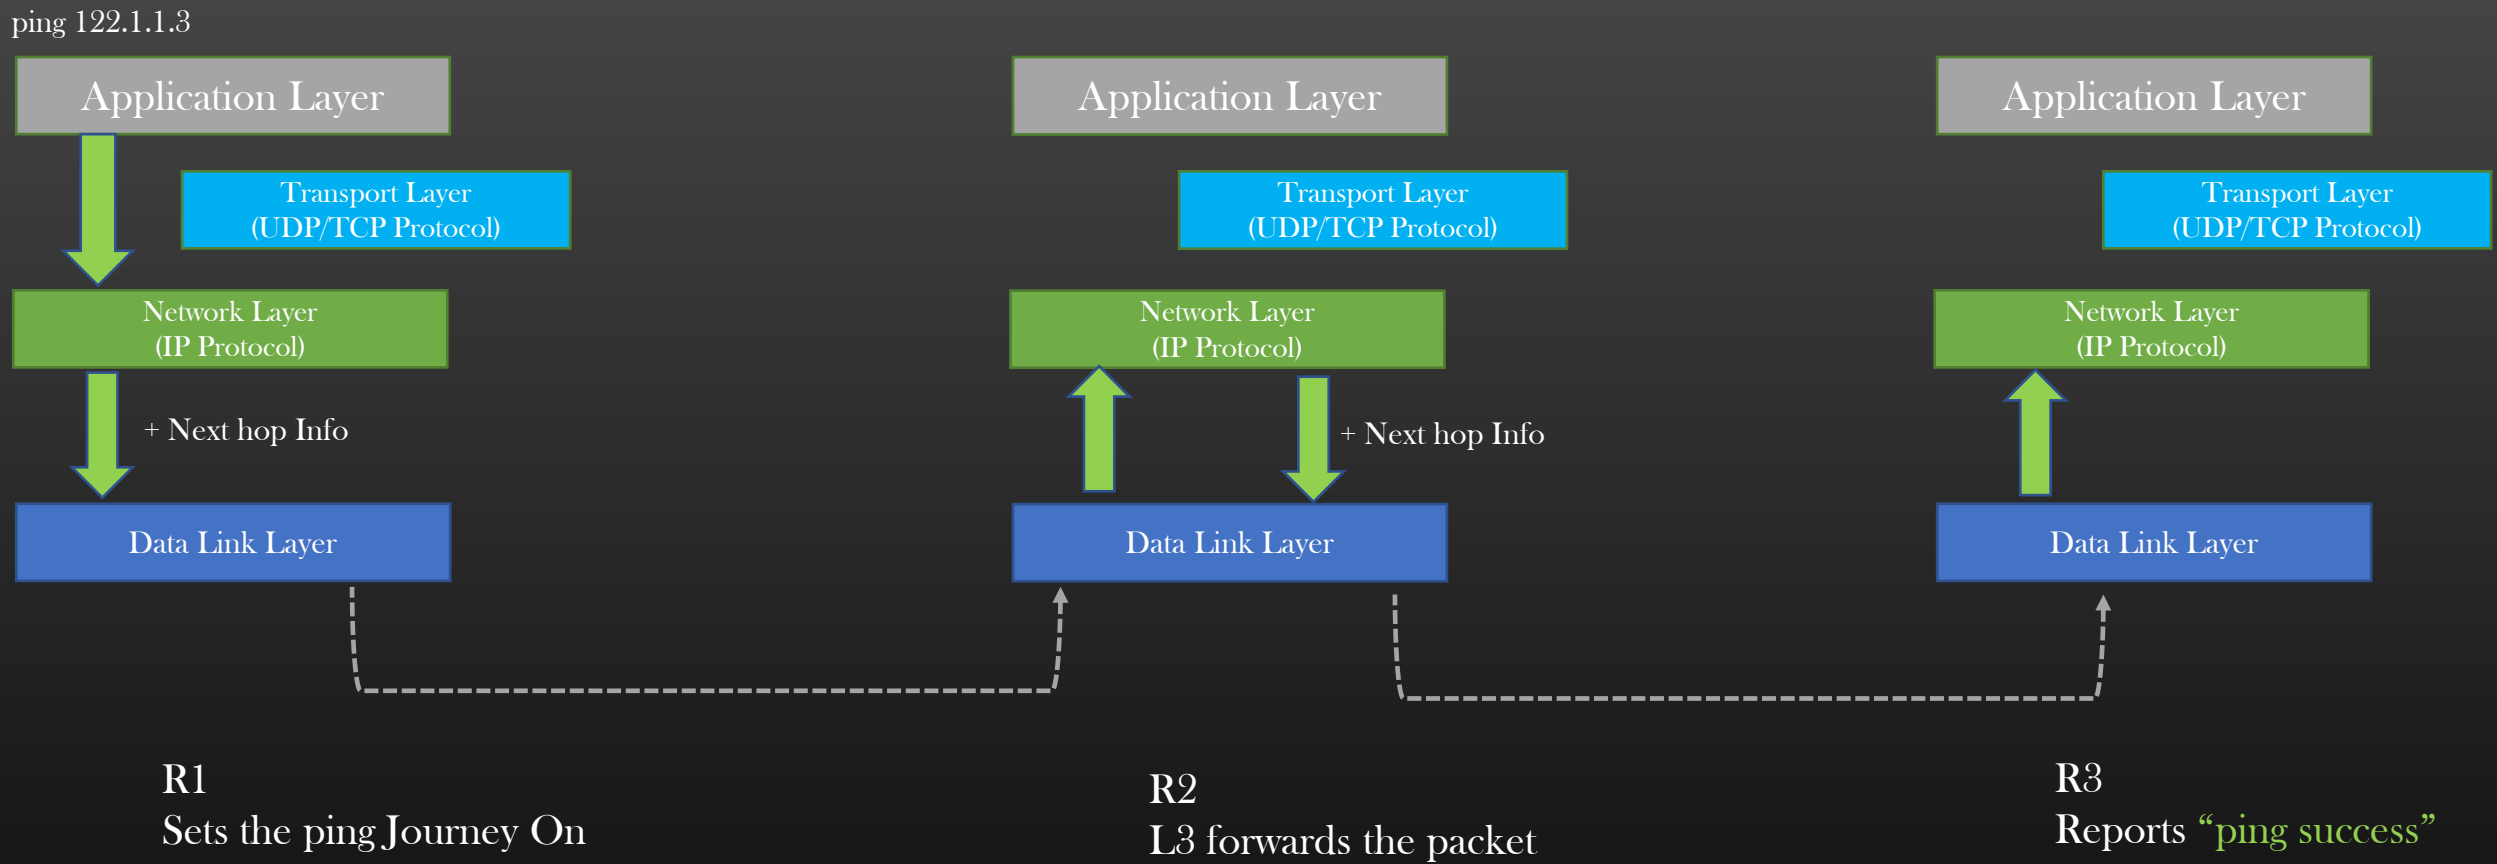 ping 122.1.1.3
Application Layer
Transport Layer
(UDP/TCP Protocol)
Network Layer
(IP Protocol)
+ Next hop Info
Data Link Layer
R1
Sets the ping Journey On
Application Layer
Transport Layer
(UDP/TCP Protocol)
Network Layer
(IP Protocol)
+ Next hop Info
Data Link Layer
R2
L3 forwards the packet
Application Layer
Transport Layer
(UDP/TCP Protocol)
Network Layer
(IP Protocol)
Data Link Layer
R3
Reports “ping success”